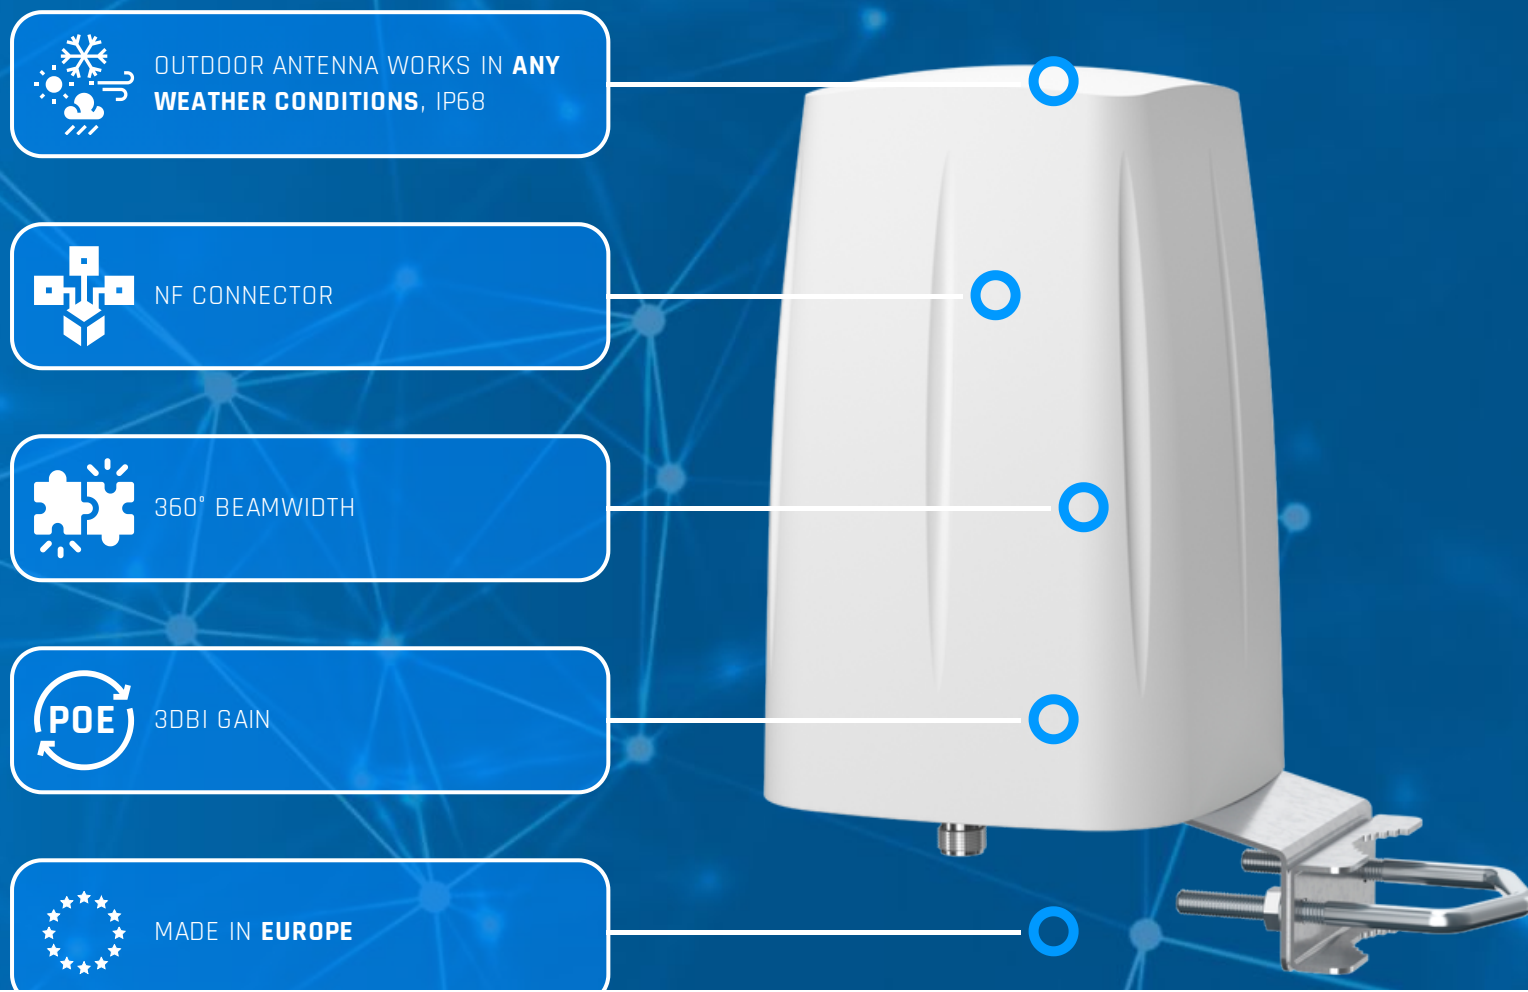 OUTDOOR ANTENNA WORKS IN ANY
WEATHER CONDITIONS, IP68
NF CONNECTOR
360° BEAMWIDTH
POE
3DBI GAIN
MADE IN EUROPE